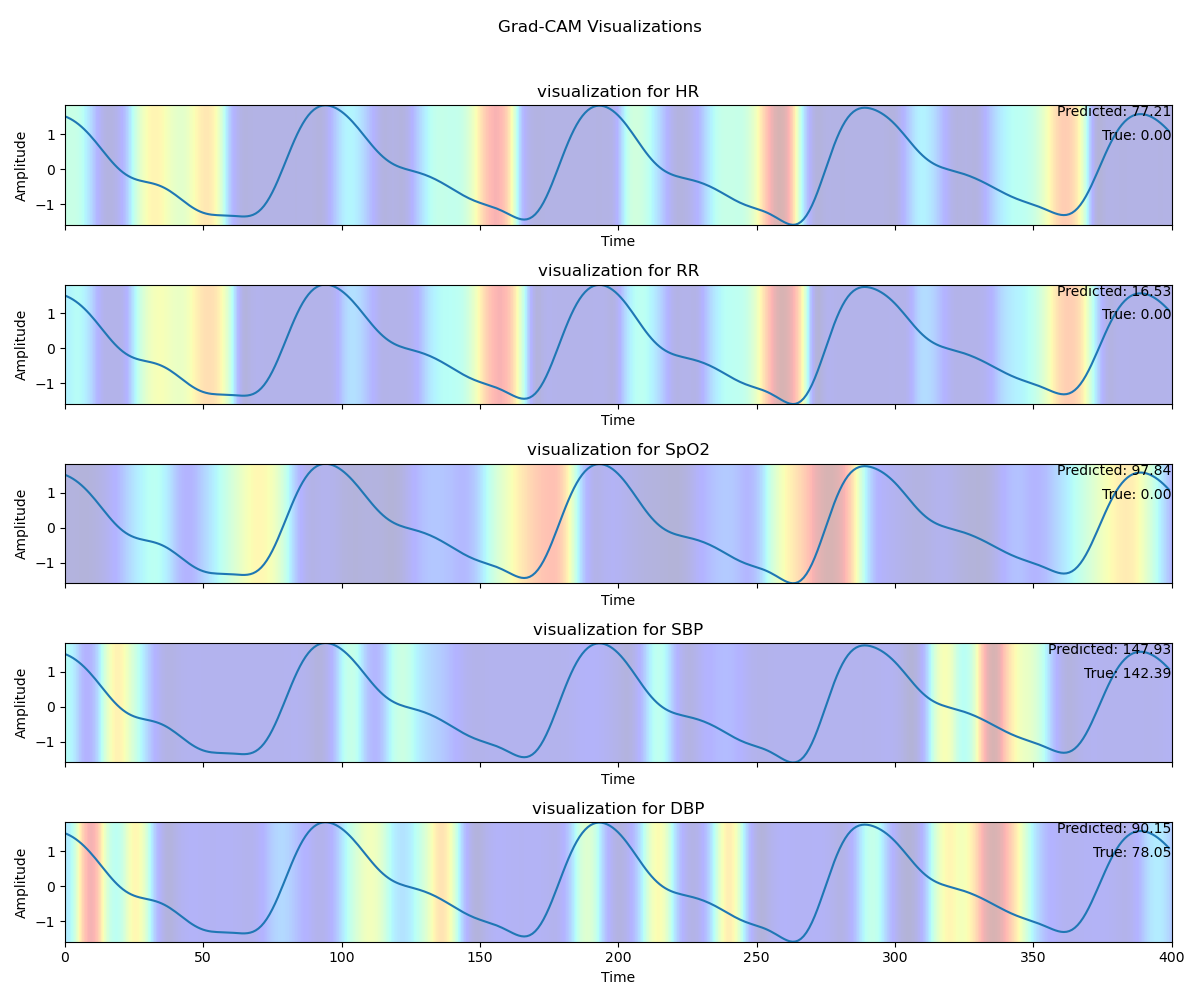 Grad-CAM Visualizations
visualization for HR
Predicted: 77.21
True: 0.00
1
0
−1
Amplitude
Time
visualization for RR
Predicted: 16.53
True: 0.00
1
0
−1
Amplitude
Time
visualization for SpO2
Predicted: 97.84
True: 0.00
1
0
−1
Amplitude
Time
visualization for SBP
Predicted: 147.93
True: 142.39
1
0
−1
Amplitude
Time
visualization for DBP
Predicted: 90.15
True: 78.05
1
0
−1
Amplitude
0 50 100 150 200 250 300 350 400
Time